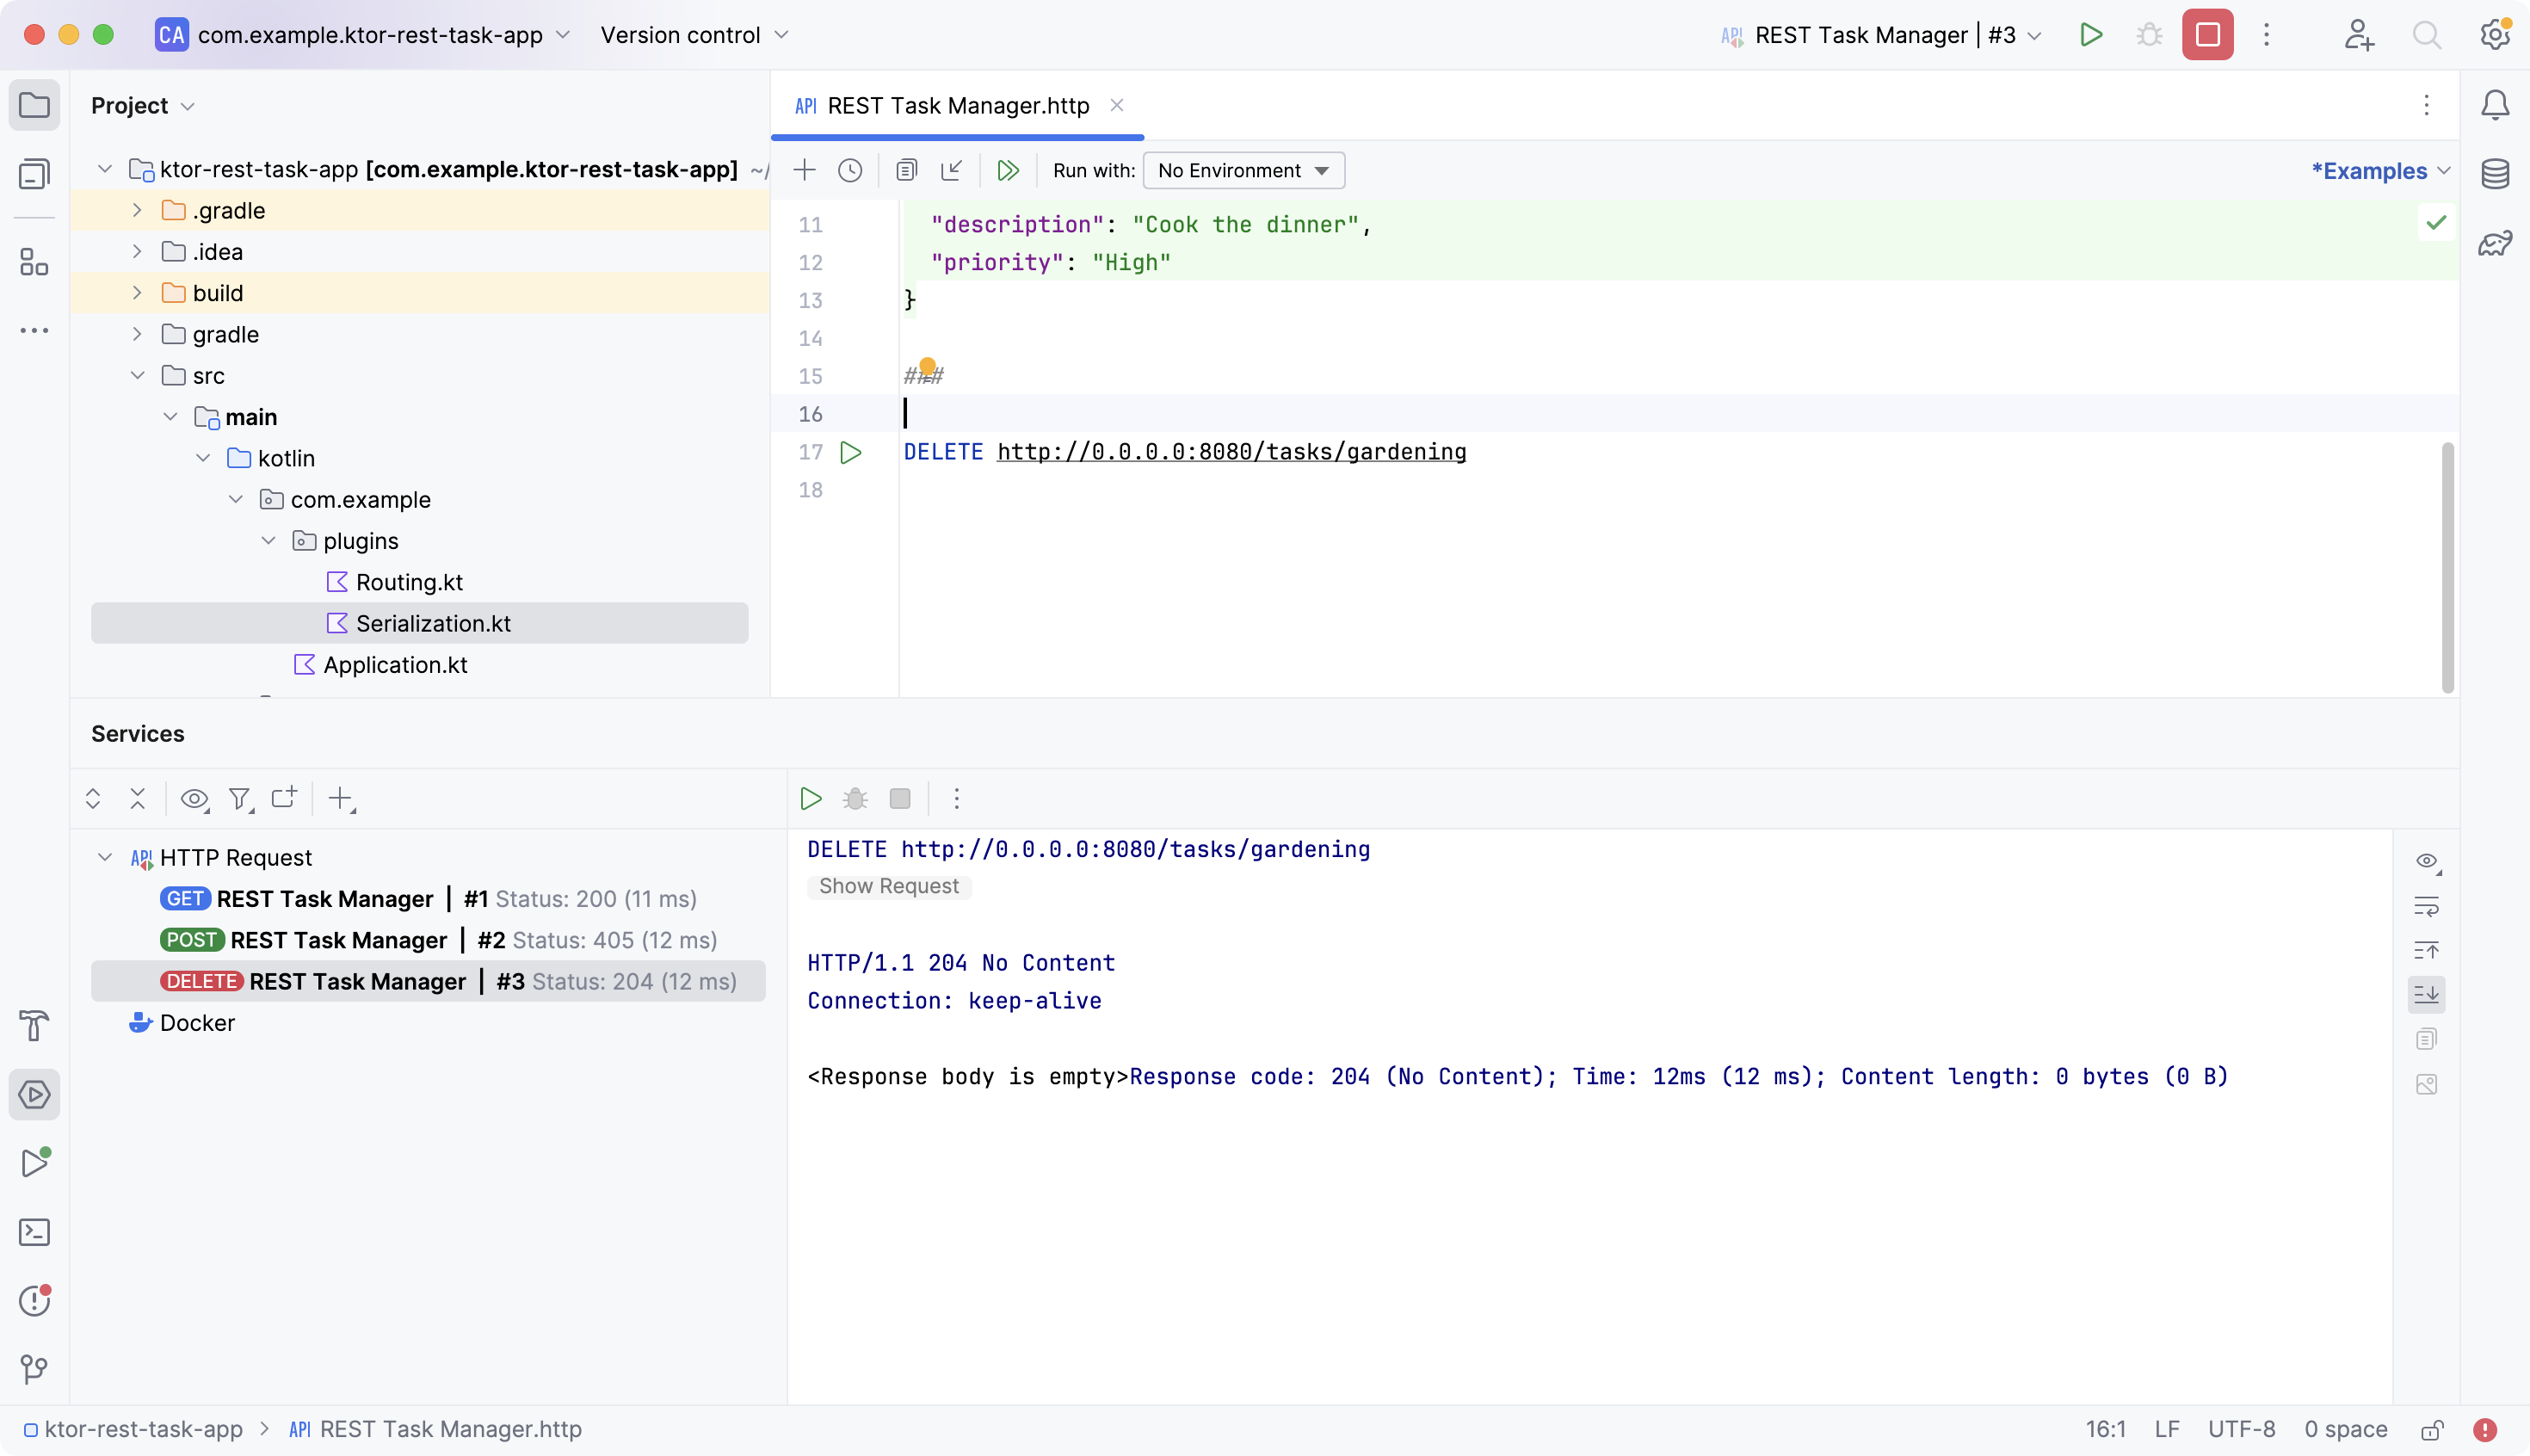 CA com.example.ktor-rest-task-app Version control API REST Task Manager | #3
Project
API REST Task Manager.http
ktor-rest-task-app [com.example.ktor-rest-task-app] ~/
Run with: No Environment *Examples
.gradle
.idea
build
gradle
src
main
kotlin
com.example
plugins
Routing.kt
Serialization.kt
Application.kt
11 "description": "Cook the dinner",
12 "priority": "High"
13 }
14
15 ###
16
17 DELETE http://0.0.0.0:8080/tasks/gardening
18
Services
API HTTP Request
GET REST Task Manager | #1 Status: 200 (11 ms)
POST REST Task Manager | #2 Status: 405 (12 ms)
DELETE REST Task Manager | #3 Status: 204 (12 ms)
Docker
DELETE http://0.0.0.0:8080/tasks/gardening
Show Request
HTTP/1.1 204 No Content
Connection: keep-alive
<Response body is empty>Response code: 204 (No Content); Time: 12ms (12 ms); Content length: 0 bytes (0 B)
ktor-rest-task-app > API REST Task Manager.http 16:1 LF UTF-8 0 space